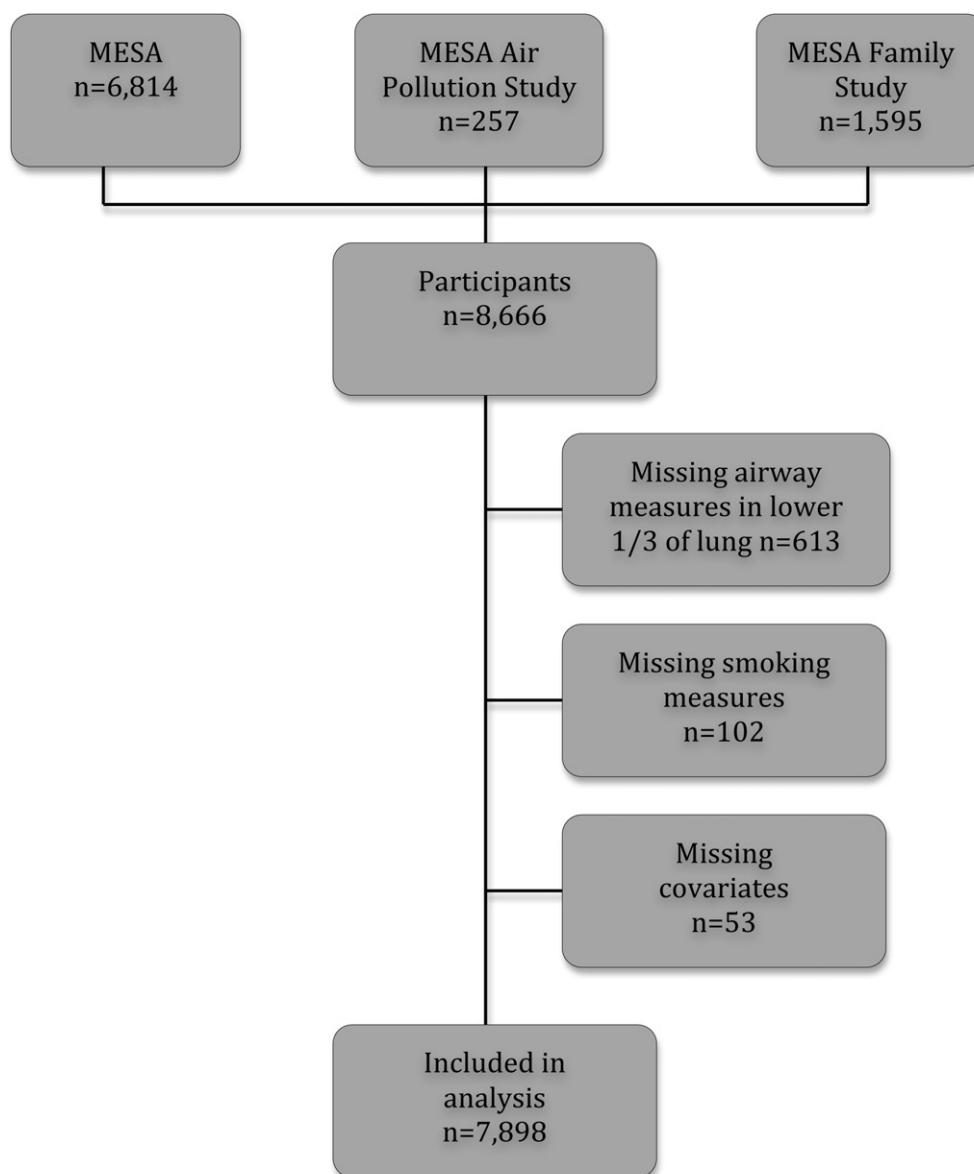 MESA
n=6,814
MESA Air
Pollution Study
n=257
MESA Family
Study
n=1,595
Participants
n=8,666
Missing airway
measures in lower
1/3 of lung n=613
Missing smoking
measures
n=102
Missing
covariates
n=53
Included in
analysis
n=7,898